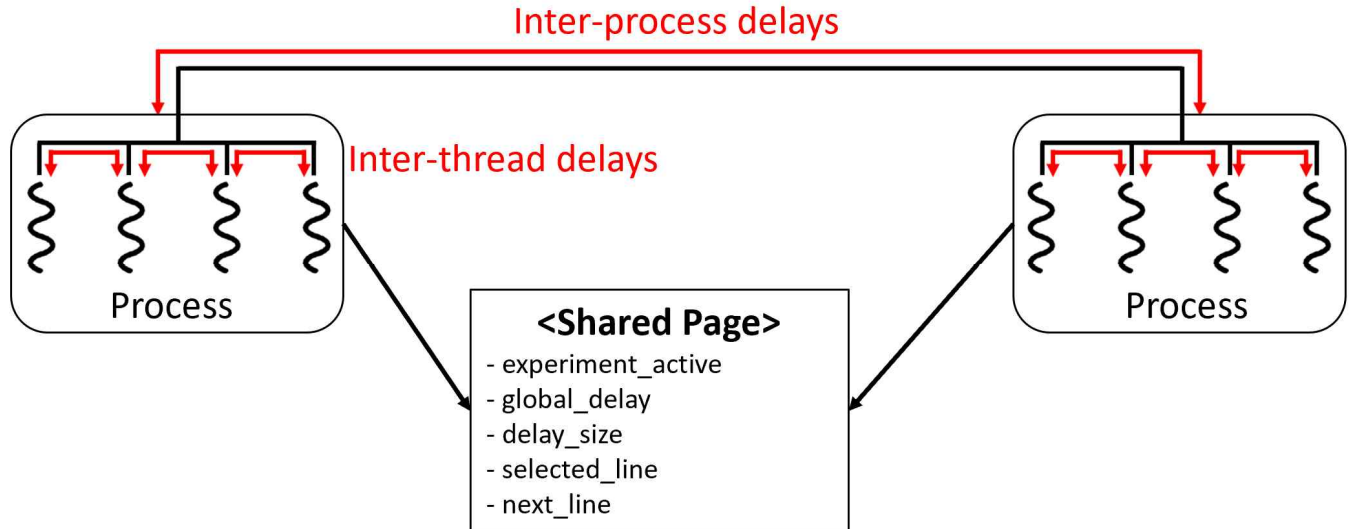 Inter-process delays
Inter-thread delays
Process
Process
<Shared Page>
- experiment_active
- global_delay
- delay_size
- selected_line
- next_line